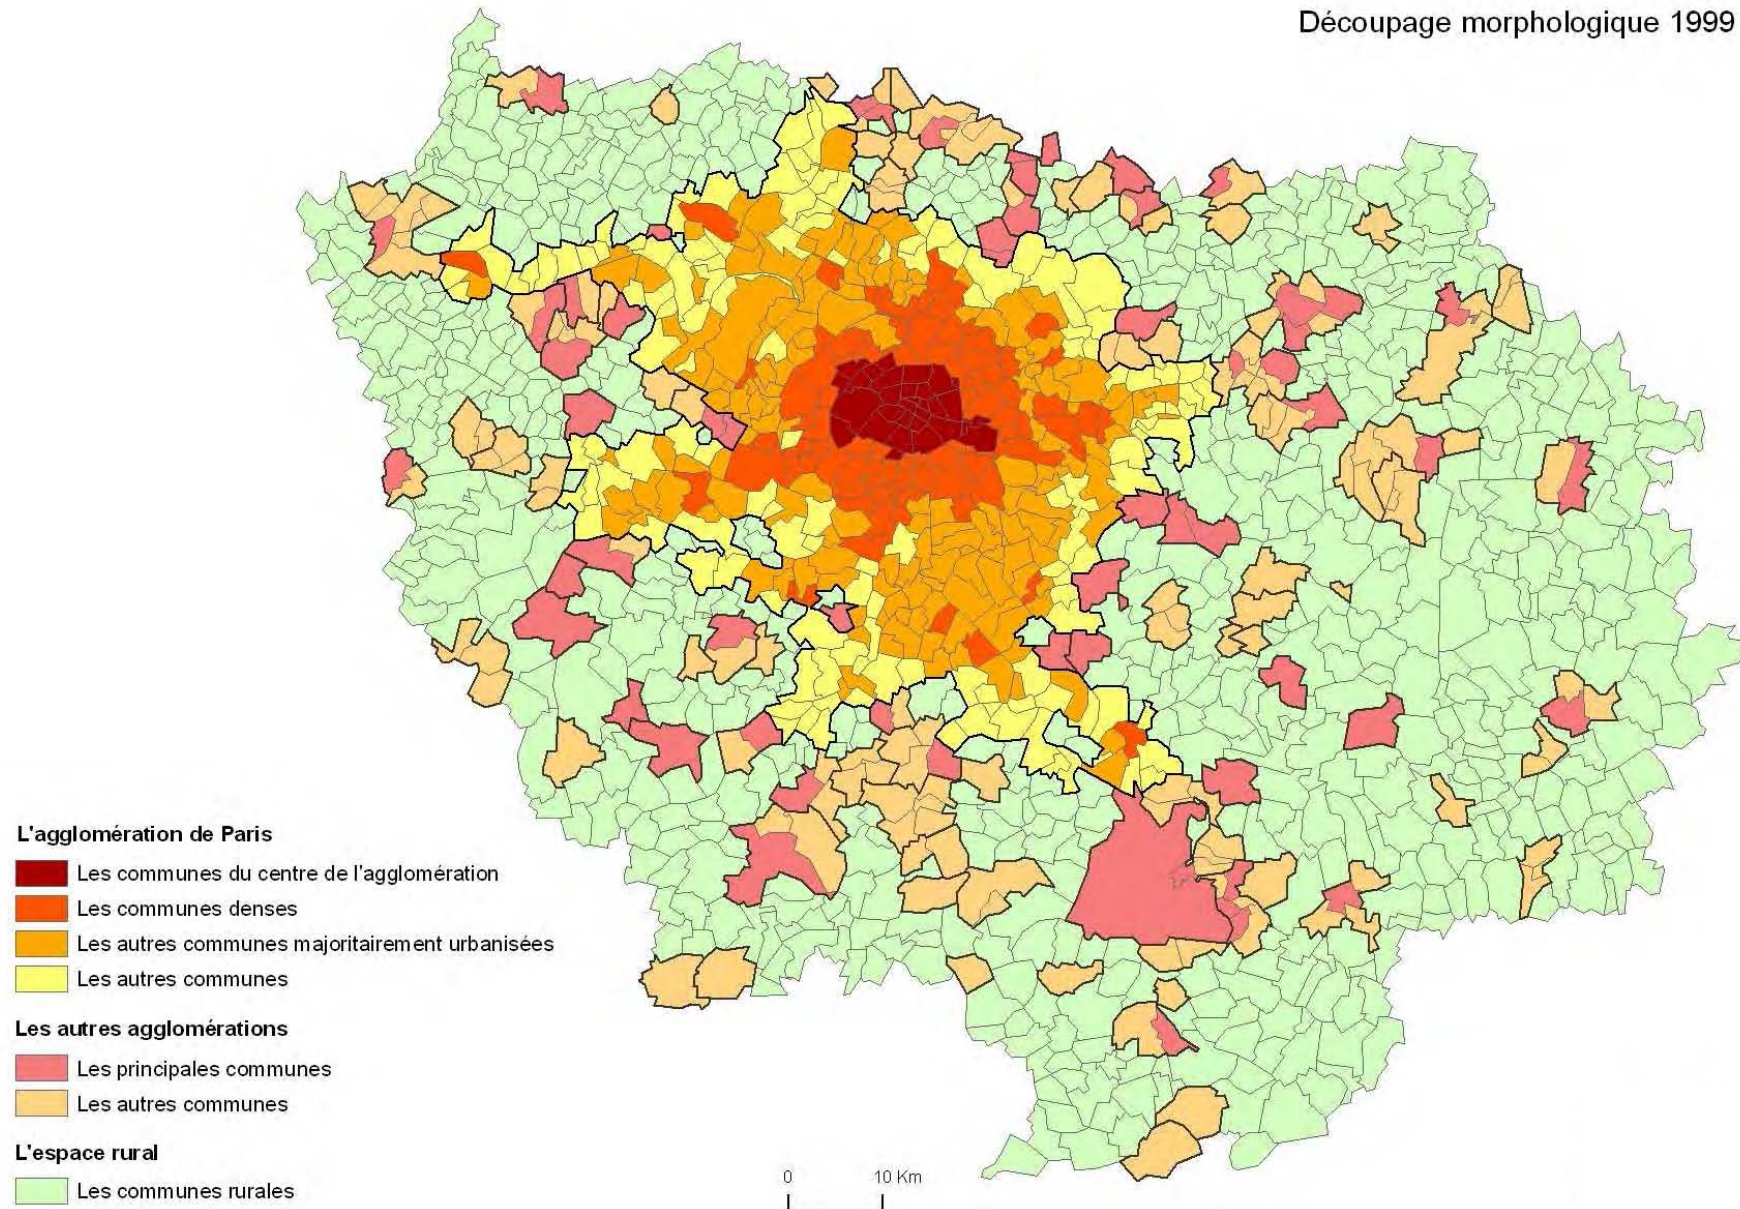 Découpage morphologique 1999
L'agglomération de Paris
Les communes du centre de l'agglomération
Les communes denses
Les autres communes majoritairement urbanisées
Les autres communes
Les autres agglomérations
Les principales communes
Les autres communes
L'espace rural
Les communes rurales
0 10 Km